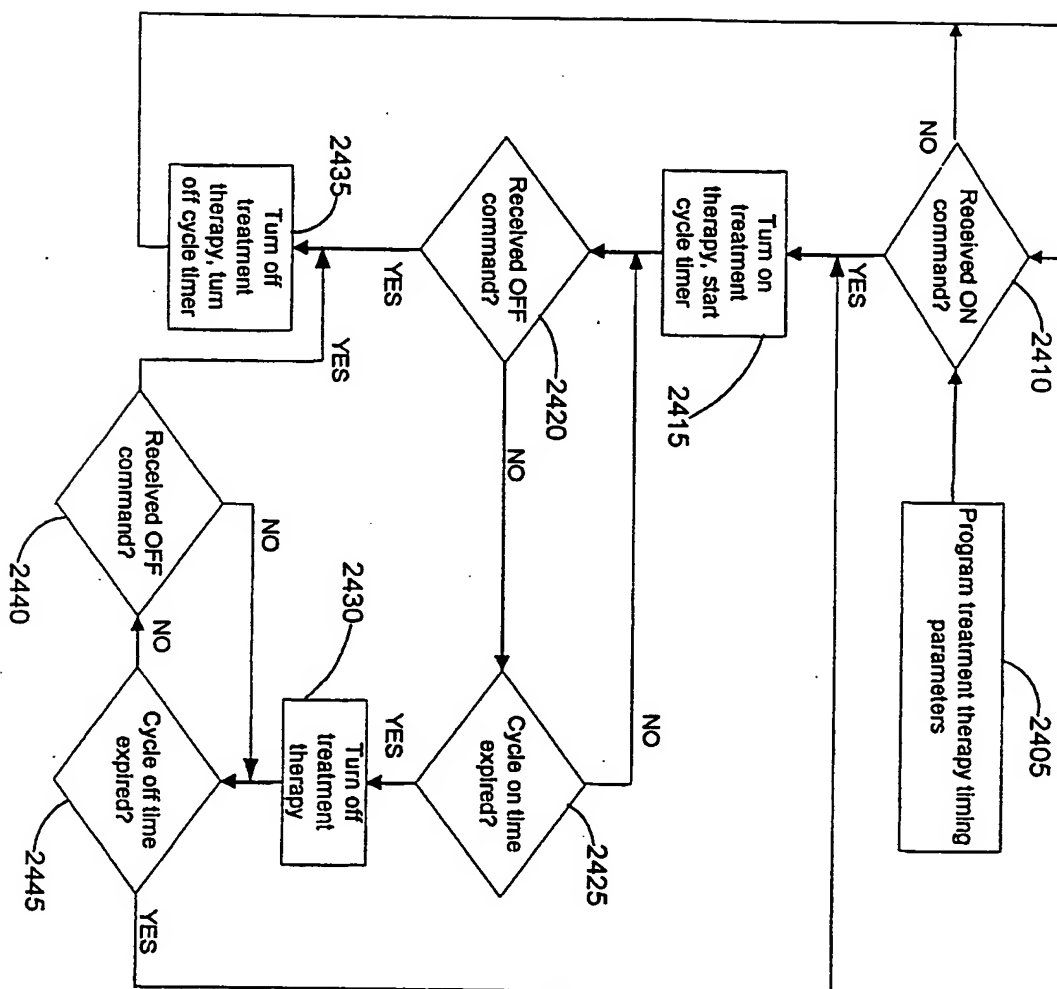 Program treatment therapy timing
parameters
2405
Received ON
command?
2410
NO
YES
Turn on
treatment
therapy, start
cycle timer
2415
NO
Received OFF
command?
2420
NO
YES
Cycle on time
expired?
2425
YES
Turn off
treatment
therapy
2430
Turn off
treatment
therapy, turn
off cycle timer
2435
YES
NO
Received OFF
command?
2440
NO
Cycle off time
expired?
2445
YES